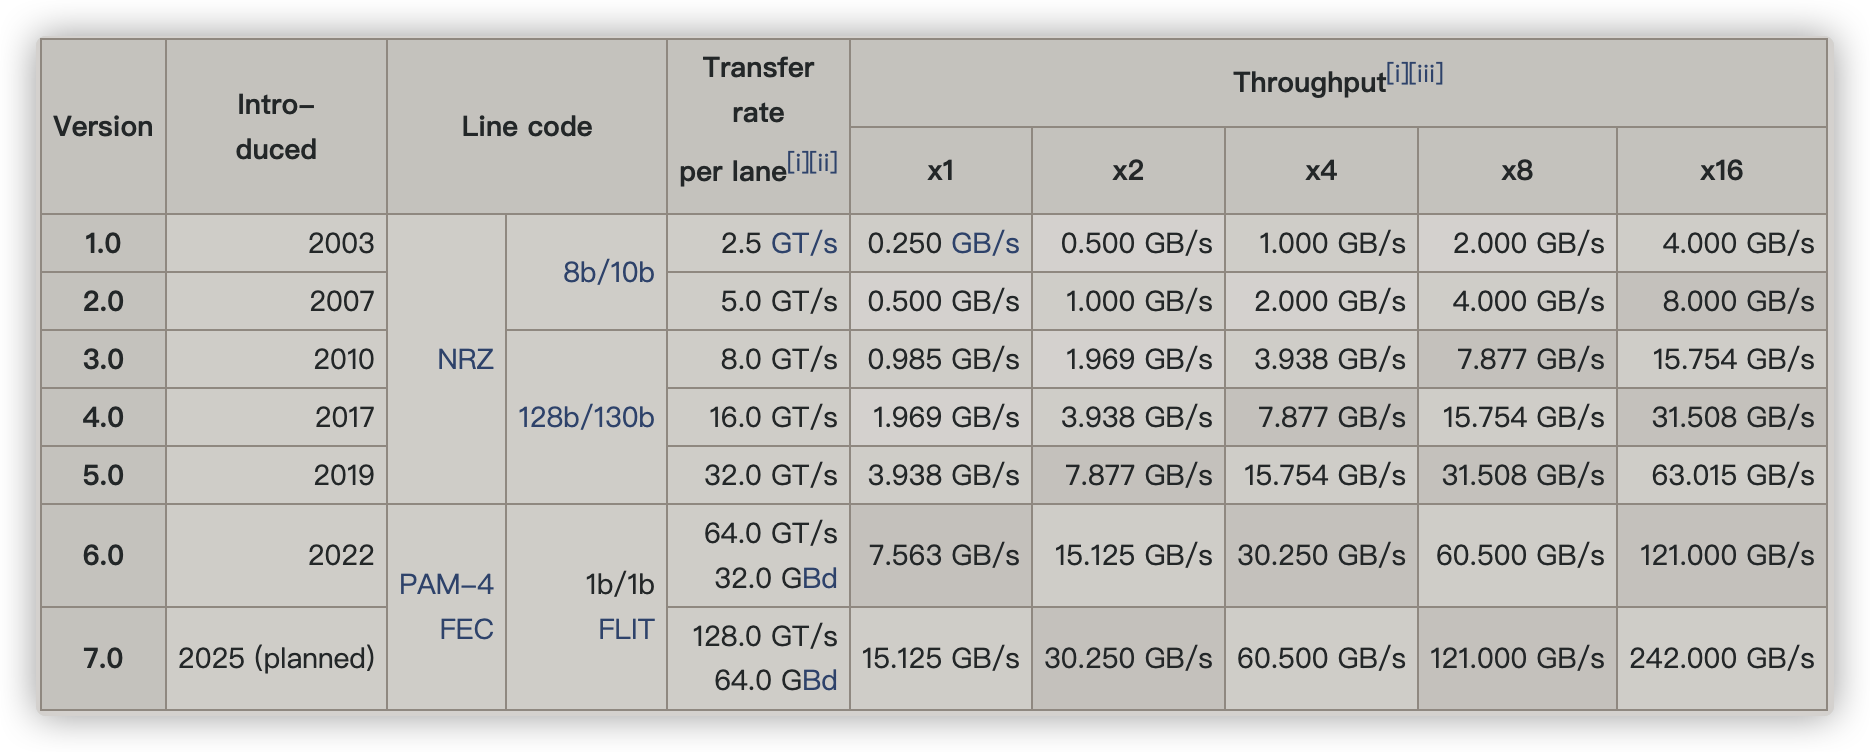 Version Intro– Line code Transfer Throughput[i][iii]
duced rate
per lane[i][ii] x1 x2 x4 x8 x16
1.0 2003 NRZ 8b/10b 2.5 GT/s 0.250 GB/s 0.500 GB/s 1.000 GB/s 2.000 GB/s 4.000 GB/s
2.0 2007 5.0 GT/s 0.500 GB/s 1.000 GB/s 2.000 GB/s 4.000 GB/s 8.000 GB/s
3.0 2010 128b/130b 8.0 GT/s 0.985 GB/s 1.969 GB/s 3.938 GB/s 7.877 GB/s 15.754 GB/s
4.0 2017 16.0 GT/s 1.969 GB/s 3.938 GB/s 7.877 GB/s 15.754 GB/s 31.508 GB/s
5.0 2019 32.0 GT/s 3.938 GB/s 7.877 GB/s 15.754 GB/s 31.508 GB/s 63.015 GB/s
6.0 2022 PAM–4 1b/1b 64.0 GT/s 7.563 GB/s 15.125 GB/s 30.250 GB/s 60.500 GB/s 121.000 GB/s
FEC FLIT 32.0 GBd
7.0 2025 (planned) 128.0 GT/s 15.125 GB/s 30.250 GB/s 60.500 GB/s 121.000 GB/s 242.000 GB/s
64.0 GBd